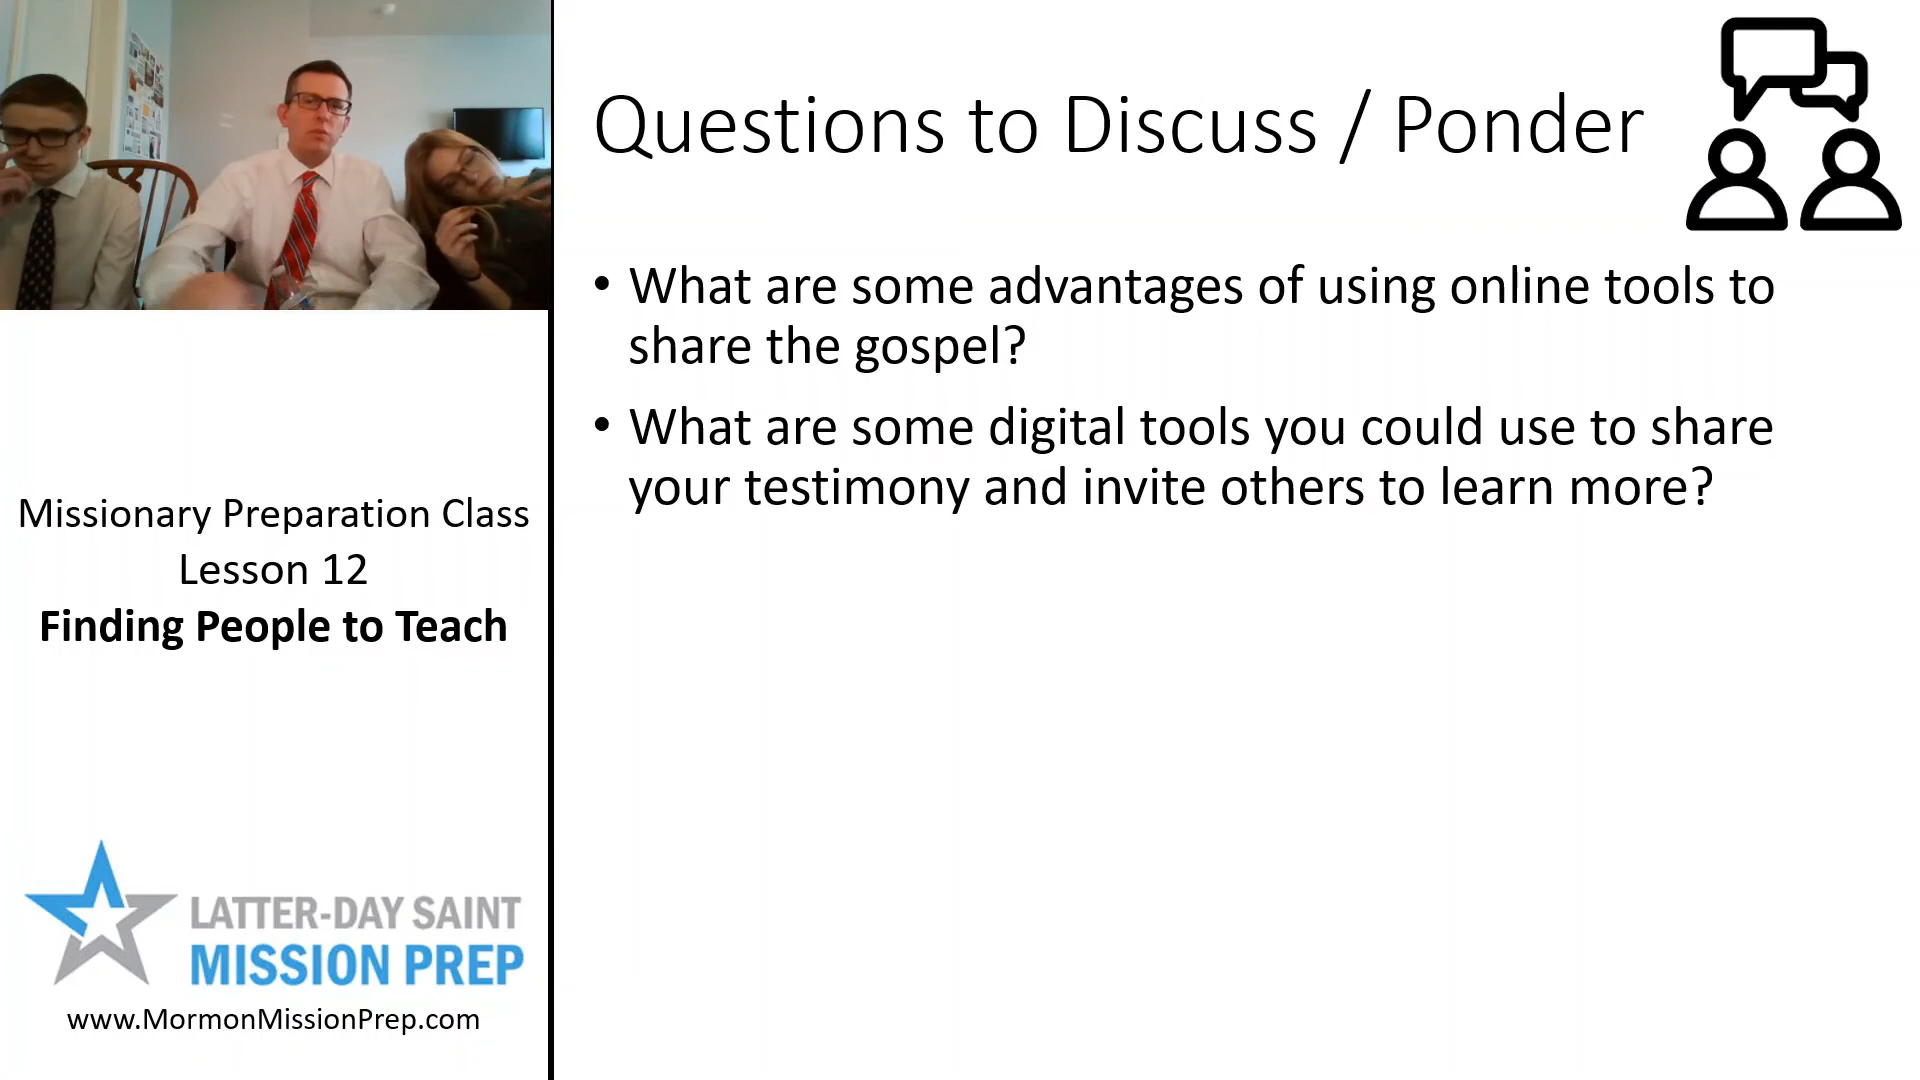 Questions to Discuss / Ponder
• What are some advantages of using online tools to
share the gospel?
• What are some digital tools you could use to share
your testimony and invite others to learn more?
Missionary Preparation Class
Lesson 12
Finding People to Teach
LATTER-DAY SAINT
MISSION PREP
www.MormonMissionPrep.com